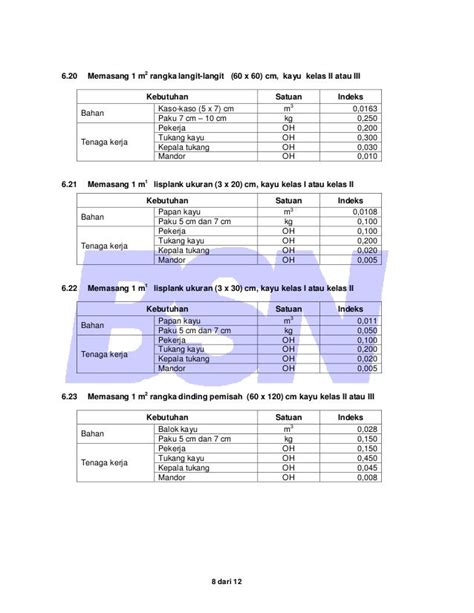 6.20 Memasang 1 m² rangka langit-langit (60 x 60) cm, kayu kelas II atau III
Kebutuhan Satuan Indeks
Bahan Kaso-kaso (5 x 7) cm m³ 0,0163
Paku 7 cm – 10 cm kg 0,250
Tenaga kerja Pekerja OH 0,200
Tukang kayu OH 0,300
Kepala tukang OH 0,030
Mandor OH 0,010
6.21 Memasang 1 m¹ lisplank ukuran (3 x 20) cm, kayu kelas I atau kelas II
Kebutuhan Satuan Indeks
Bahan Papan kayu m³ 0,0108
Paku 5 cm dan 7 cm kg 0,100
Tenaga kerja Pekerja OH 0,100
Tukang kayu OH 0,200
Kepala tukang OH 0,020
Mandor OH 0,005
6.22 Memasang 1 m¹ lisplank ukuran (3 x 30) cm, kayu kelas I atau kelas II
Kebutuhan Satuan Indeks
Bahan Papan kayu m³ 0,011
Paku 5 cm dan 7 cm kg 0,050
Tenaga kerja Pekerja OH 0,100
Tukang kayu OH 0,200
Kepala tukang OH 0,020
Mandor OH 0,005
6.23 Memasang 1 m² rangka dinding pemisah (60 x 120) cm kayu kelas II atau III
Kebutuhan Satuan Indeks
Bahan Balok kayu m³ 0,028
Paku 5 cm dan 7 cm kg 0,150
Tenaga kerja Pekerja OH 0,150
Tukang kayu OH 0,450
Kepala tukang OH 0,045
Mandor OH 0,008
BSN
8 dari 12